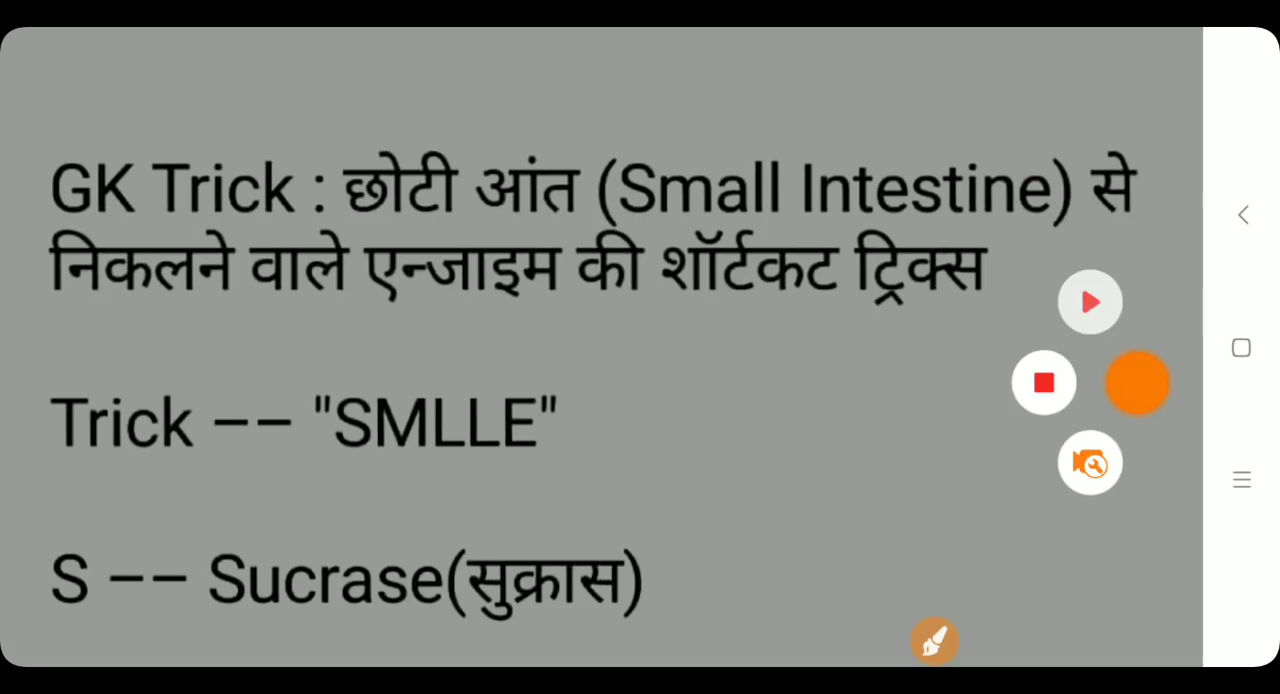 GK Trick : छोटी आंत (Small Intestine) से
निकलने वाले एन्जाइम की शॉर्टकट ट्रिक्स
Trick –– "SMLLE"
S –– Sucrase(सुक्रास)